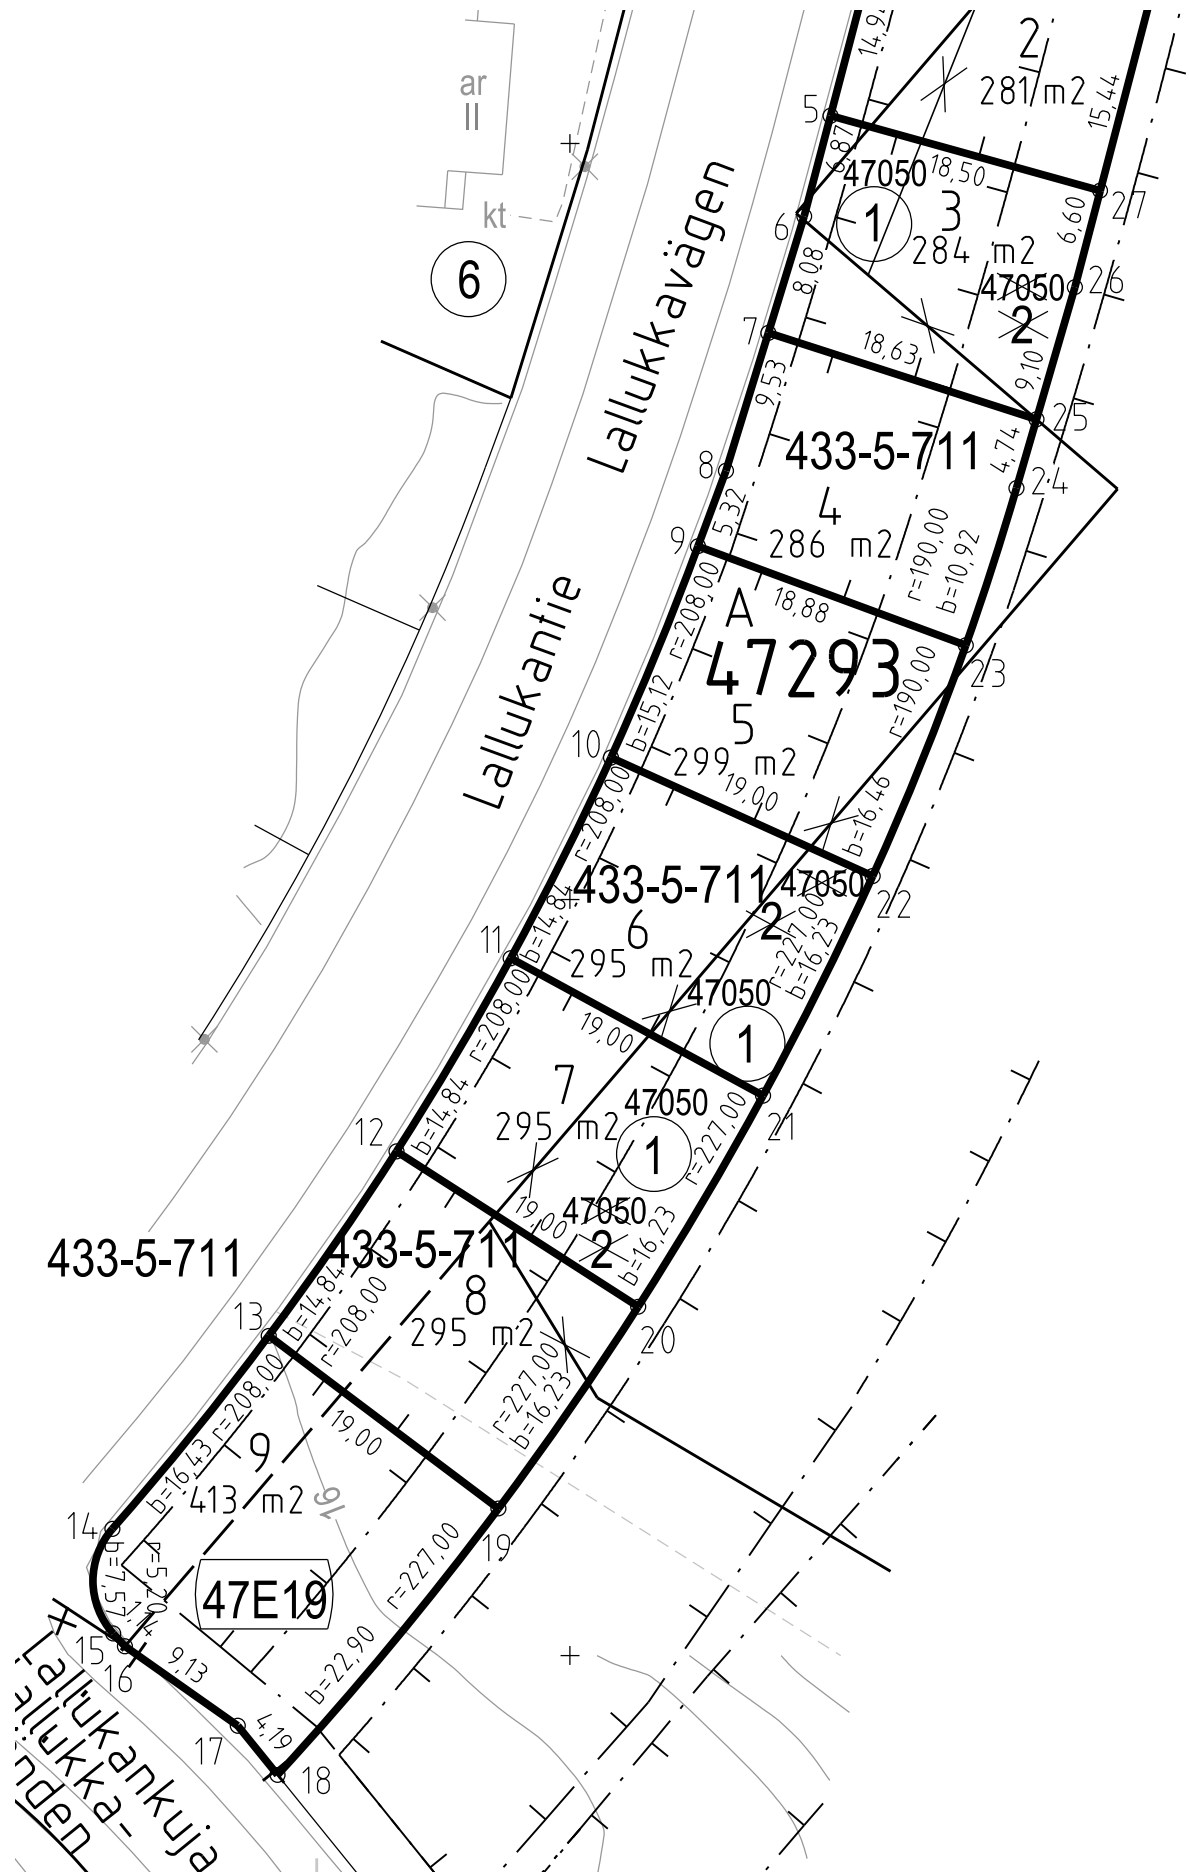 14,94
2
281 m2
15,44
ar
II
5
6,87
47050
18,50
27
1
3
284 m2
6,60
kt
6
6
8,08
47050
26
2
7
18,63
9,10
25
9,53
433-5-711
4,74
8
24
4
5,32
286 m2
r=190,00
b=10,92
9
18,88
r=208,00
A
47293
23
r=190,00
b=15,12
5
10
299 m2
19,00
b=16,46
Lallukkavägen
Lallukantie
r=208,00
433-5-711
47050
22
b=14,84
6
2
r=227,00
b=16,23
11
295 m2
47050
r=208,00
19,00
1
7
47050
21
b=14,84
295 m2
1
r=227,00
12
19,00
47050
433-5-711
433-5-711
2
b=16,23
8
20
13
b=14,84
r=208,00
295 m2
r=227,00
b=16,23
r=208,00
19,00
9
b=16,43
413 m2
16
14
19
r=5,20
b=7,57
r=227,00
47E19
15
16
9,13
b=22,90
17
4,19
18
Lallukankuja